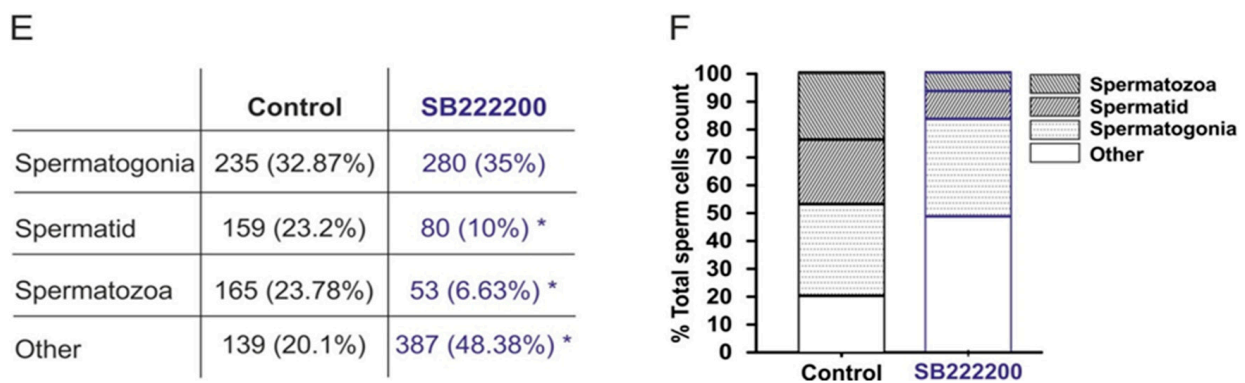 E
Control SB222200
Spermatogonia 235 (32.87%) 280 (35%)
Spermatid 159 (23.2%) 80 (10%) *
Spermatozoa 165 (23.78%) 53 (6.63%) *
Other 139 (20.1%) 387 (48.38%) *
F
% Total sperm cells count
100
90
80
70
60
50
40
30
20
10
0
Control SB222200
Spermatozoa
Spermatid
Spermatogonia
Other